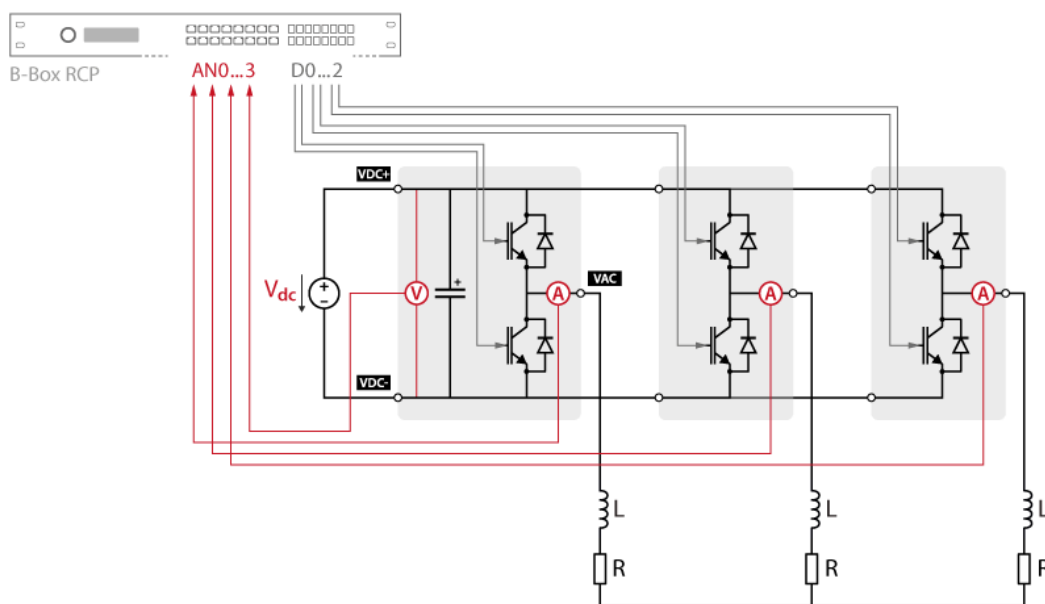 B-Box RCP
AN0...3
D0...2
VDC+
Vdc
+
−
V
+
A
VAC
A
A
VDC-
L
L
L
R
R
R